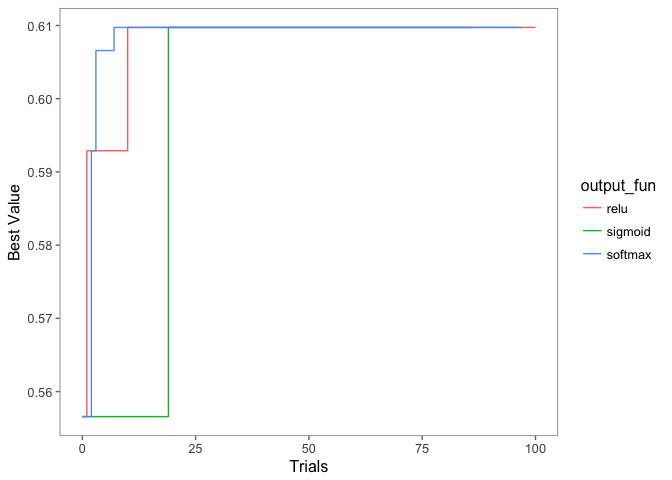 0.61
0.60
0.59
0.58
0.57
0.56
Best Value
0
25
50
75
100
Trials
output_fun
relu
sigmoid
softmax